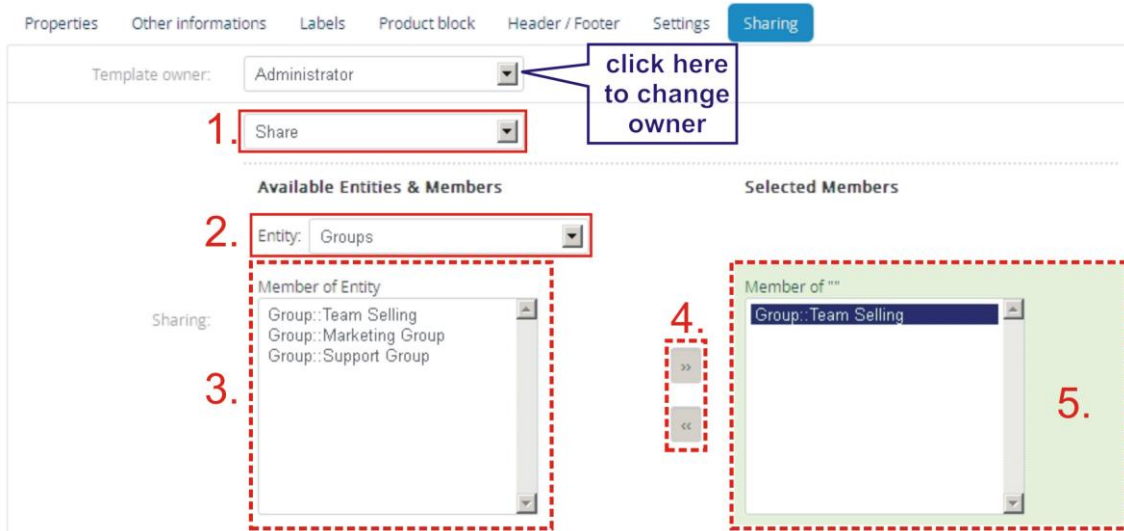 Properties Other informations Labels Product block Header / Footer Settings Sharing
Template owner: Administrator
click here
to change
owner
1. Share
Available Entities & Members Selected Members
2. Entity: Groups
Member of Entity Member of ""
Group::Team Selling Group::Team Selling
Group::Marketing Group
Group::Support Group
Sharing:
3. 4. 5.
»
«